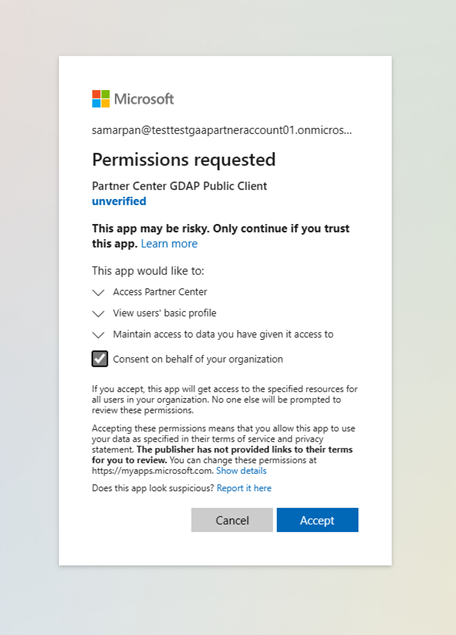 Microsoft
samarpan@testtestgaapartneraccount01.onmicros...
Permissions requested
Partner Center GDAP Public Client
unverified
This app may be risky. Only continue if you trust
this app. Learn more
This app would like to:
Access Partner Center
View users' basic profile
Maintain access to data you have given it access to
Consent on behalf of your organization
If you accept, this app will get access to the specified resources for
all users in your organization. No one else will be prompted to
review these permissions.
Accepting these permissions means that you allow this app to use
your data as specified in their terms of service and privacy
statement. The publisher has not provided links to their terms
for you to review. You can change these permissions at
https://myapps.microsoft.com. Show details
Does this app look suspicious? Report it here
Cancel
Accept